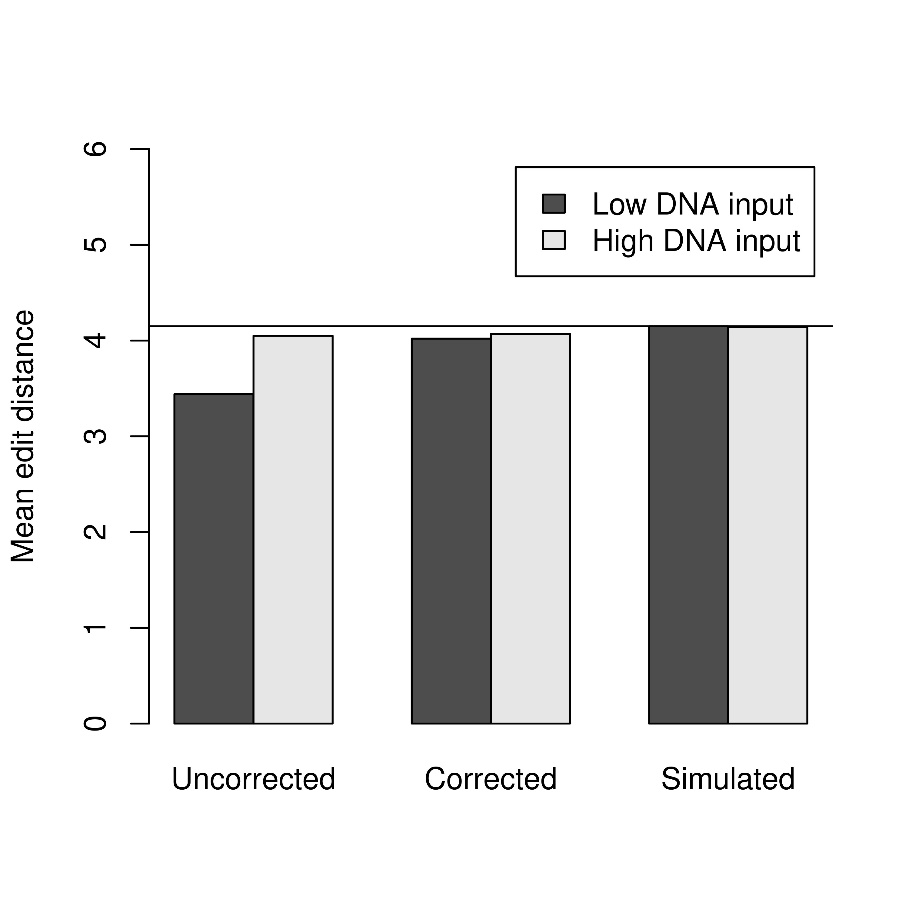 6
5
4
3
2
1
0
Mean edit distance
Low DNA input
High DNA input
Uncorrected Corrected Simulated